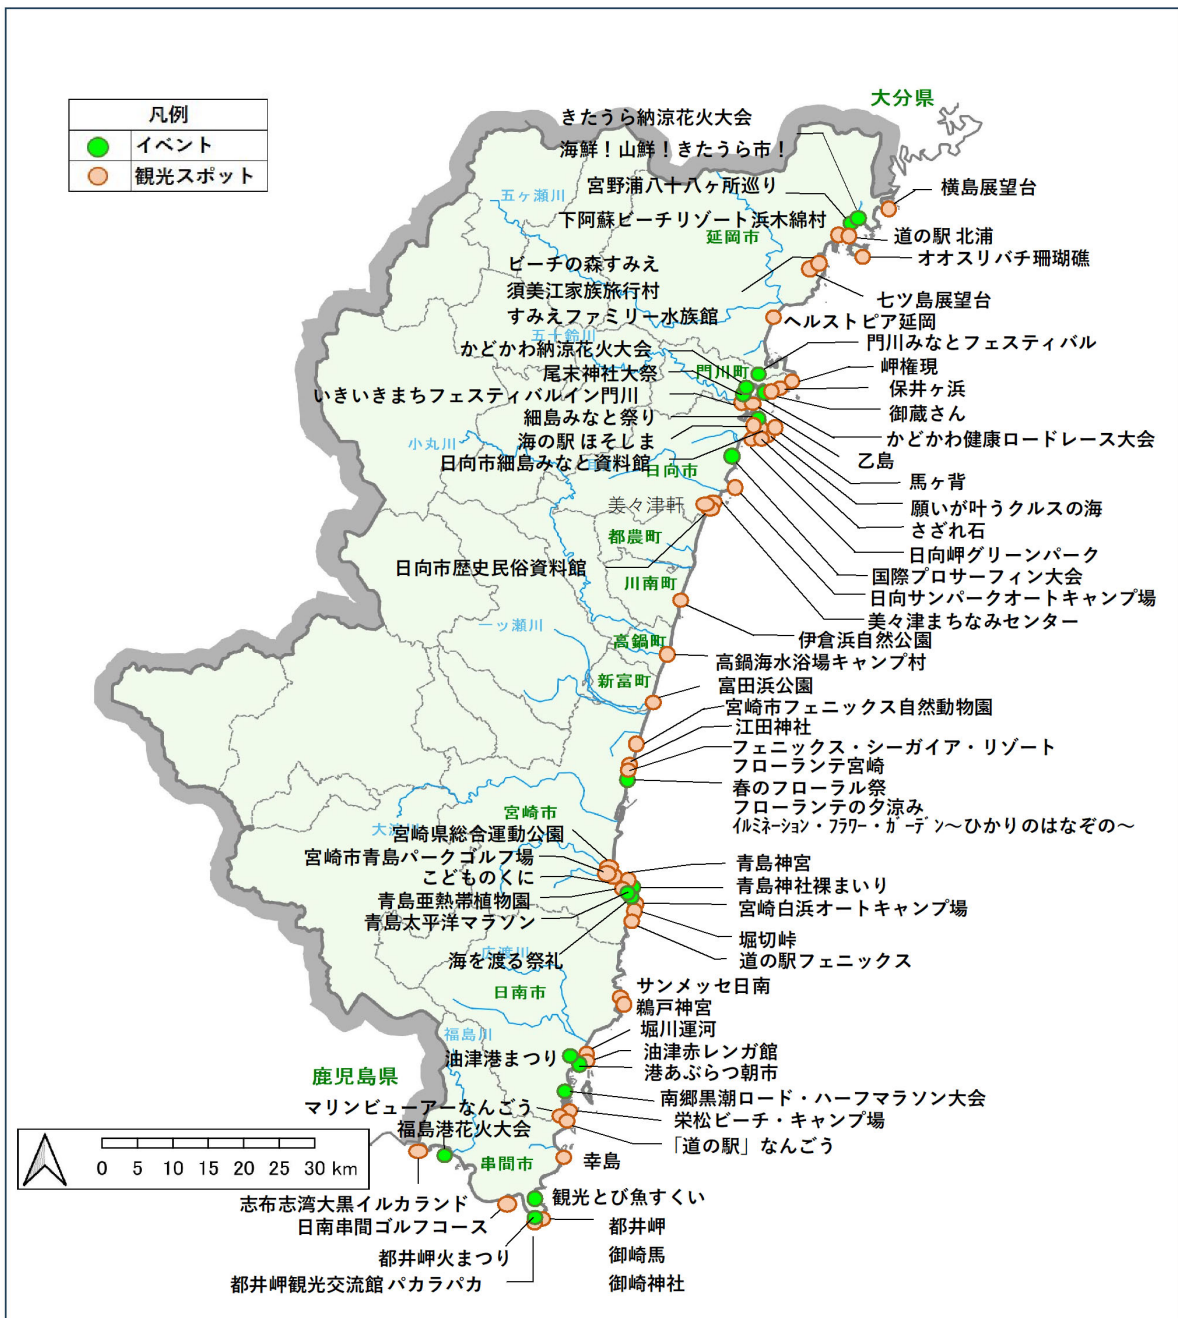 大分県
凡例
イベント
観光スポット
きたうら納涼花火大会
海鮮！山鮮！きたうら市！
宮野浦八十八ヶ所巡り
五ヶ瀬川
横島展望台
下阿蘇ビーチリゾート浜木綿村
延岡市
道の駅 北浦
オオスリバチ珊瑚礁
ビーチの森すみえ
須美江家族旅行村
七ツ島展望台
すみえファミリー水族館
ヘルストピア延岡
五十鈴川
門川みなとフェスティバル
かどかわ納涼花火大会
門川町
尾末神社大祭
岬権現
いきいきまちフェスティバルイン門川
保井ヶ浜
細島みなと祭り
御蔵さん
海の駅 ほそしま
かどかわ健康ロードレース大会
小丸川
日向市細島みなと資料館
日向市
乙島
馬ヶ背
美々津軒
願いが叶うクルスの海
さざれ石
都農町
日向岬グリーンパーク
日向市歴史民俗資料館
川南町
国際プロサーフィン大会
日向サンパークオートキャンプ場
美々津まちなみセンター
一ッ瀬川
伊倉浜自然公園
高鍋町
高鍋海水浴場キャンプ村
新富町
富田浜公園
宮崎市フェニックス自然動物園
江田神社
フェニックス・シーガイア・リゾート
フローランテ宮崎
春のフローラル祭
フローランテの夕涼み
ｲﾙﾐﾈｰｼｮﾝ・ﾌﾗﾜｰ・ｶﾞｰﾃﾞﾝ～ひかりのはなぞの～
宮崎市
大淀川
宮崎県総合運動公園
宮崎市青島パークゴルフ場
こどものくに
青島神宮
青島亜熱帯植物園
青島神社裸まいり
青島太平洋マラソン
宮崎白浜オートキャンプ場
堀切峠
広渡川
海を渡る祭礼
道の駅フェニックス
日南市
サンメッセ日南
鵜戸神宮
福島川
堀川運河
油津港まつり
油津赤レンガ館
港あぶらつ朝市
鹿児島県
南郷黒潮ロード・ハーフマラソン大会
マリンビューアーなんごう
栄松ビーチ・キャンプ場
福島港花火大会
「道の駅」なんごう
串間市
幸島
0 5 10 15 20 25 30 km
志布志湾大黒イルカランド
観光とび魚すくい
日南串間ゴルフコース
都井岬
都井岬火まつり
御崎馬
都井岬観光交流館 パカラパカ
御崎神社